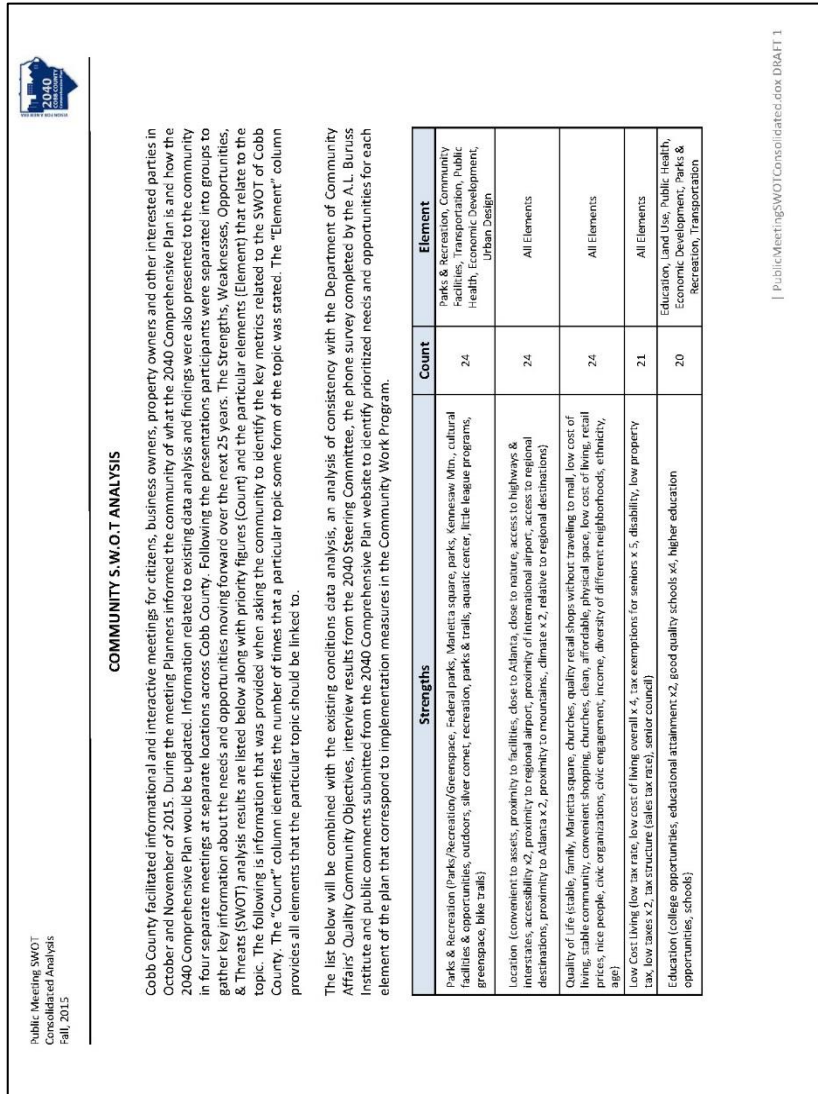 Public Meeting SWOT
Consolidated Analysis
Fall, 2015
2040
COBB COUNTY
COMMUNITY S.W.O.T ANALYSIS
Cobb County facilitated informational and interactive meetings for citizens, business owners, property owners and other interested parties in
October and November of 2015. During the meeting Planners informed the community of what the 2040 Comprehensive Plan is and how the
2040 Comprehensive Plan would be updated. Information related to existing data analysis and findings were also presented to the community
in four separate meetings at separate locations across Cobb County. Following the presentations participants were separated into groups to
gather key information about the needs and opportunities moving forward over the next 25 years. The Strengths, Weaknesses, Opportunities,
& Threats (SWOT) analysis results are listed below along with priority figures (Count) and the particular elements (Element) that relate to the
topic. The following is information that was provided when asking the community to identify the key metrics related to the SWOT of Cobb
County. The “Count” column identifies the number of times that a particular topic some form of the topic was stated. The “Element” column
provides all elements that the particular topic should be linked to.
The list below will be combined with the existing conditions data analysis, an analysis of consistency with the Department of Community
Affairs’ Quality Community Objectives, interview results from the 2040 Steering Committee, the phone survey completed by the A.L. Buruss
Institute and public comments submitted from the 2040 Comprehensive Plan website to identify prioritized needs and opportunities for each
element of the plan that correspond to implementation measures in the Community Work Program.
Strengths Count Element
Parks & Recreation (Parks/Recreation/Greenspace, Federal parks, Marietta square, parks, Kennesaw Mtn., cultural
facilities & opportunities, outdoors, silver comet, recreation, parks & trails, aquatic center, little league programs,
greenspace, bike trails)
24
Parks & Recreation, Community
Facilities, Transportation, Public
Health, Economic Development,
Urban Design
Location (convenient to assets, proximity to facilities, close to Atlanta, close to nature, access to highways &
interstates, accessibility x2, proximity to regional airport, proximity of international airport, access to regional
destinations, proximity to Atlanta x 2, proximity to mountains, climate x 2, relative to regional destinations)
24
All Elements
Quality of Life (stable, family, Marietta square, churches, quality retail shops without traveling to mall, low cost of
living, stable community, convenient shopping, churches, clean, affordable, physical space, low cost of living, retail
prices, nice people, civic organizations, civic engagement, income, diversity of different neighborhoods, ethnicity,
age)
24
All Elements
Low Cost Living (low tax rate, low cost of living overall x 4, tax exemptions for seniors x 5, disability, low property
tax, low taxes x 2, tax structure (sales tax rate), senior council)
21
All Elements
Education (college opportunities, educational attainment x2, good quality schools x4, higher education
opportunities, schools)
20
Education, Land Use, Public Health,
Economic Development, Parks &
Recreation, Transportation
| PublicMeetingSWOTConsolidated.dox DRAFT 1